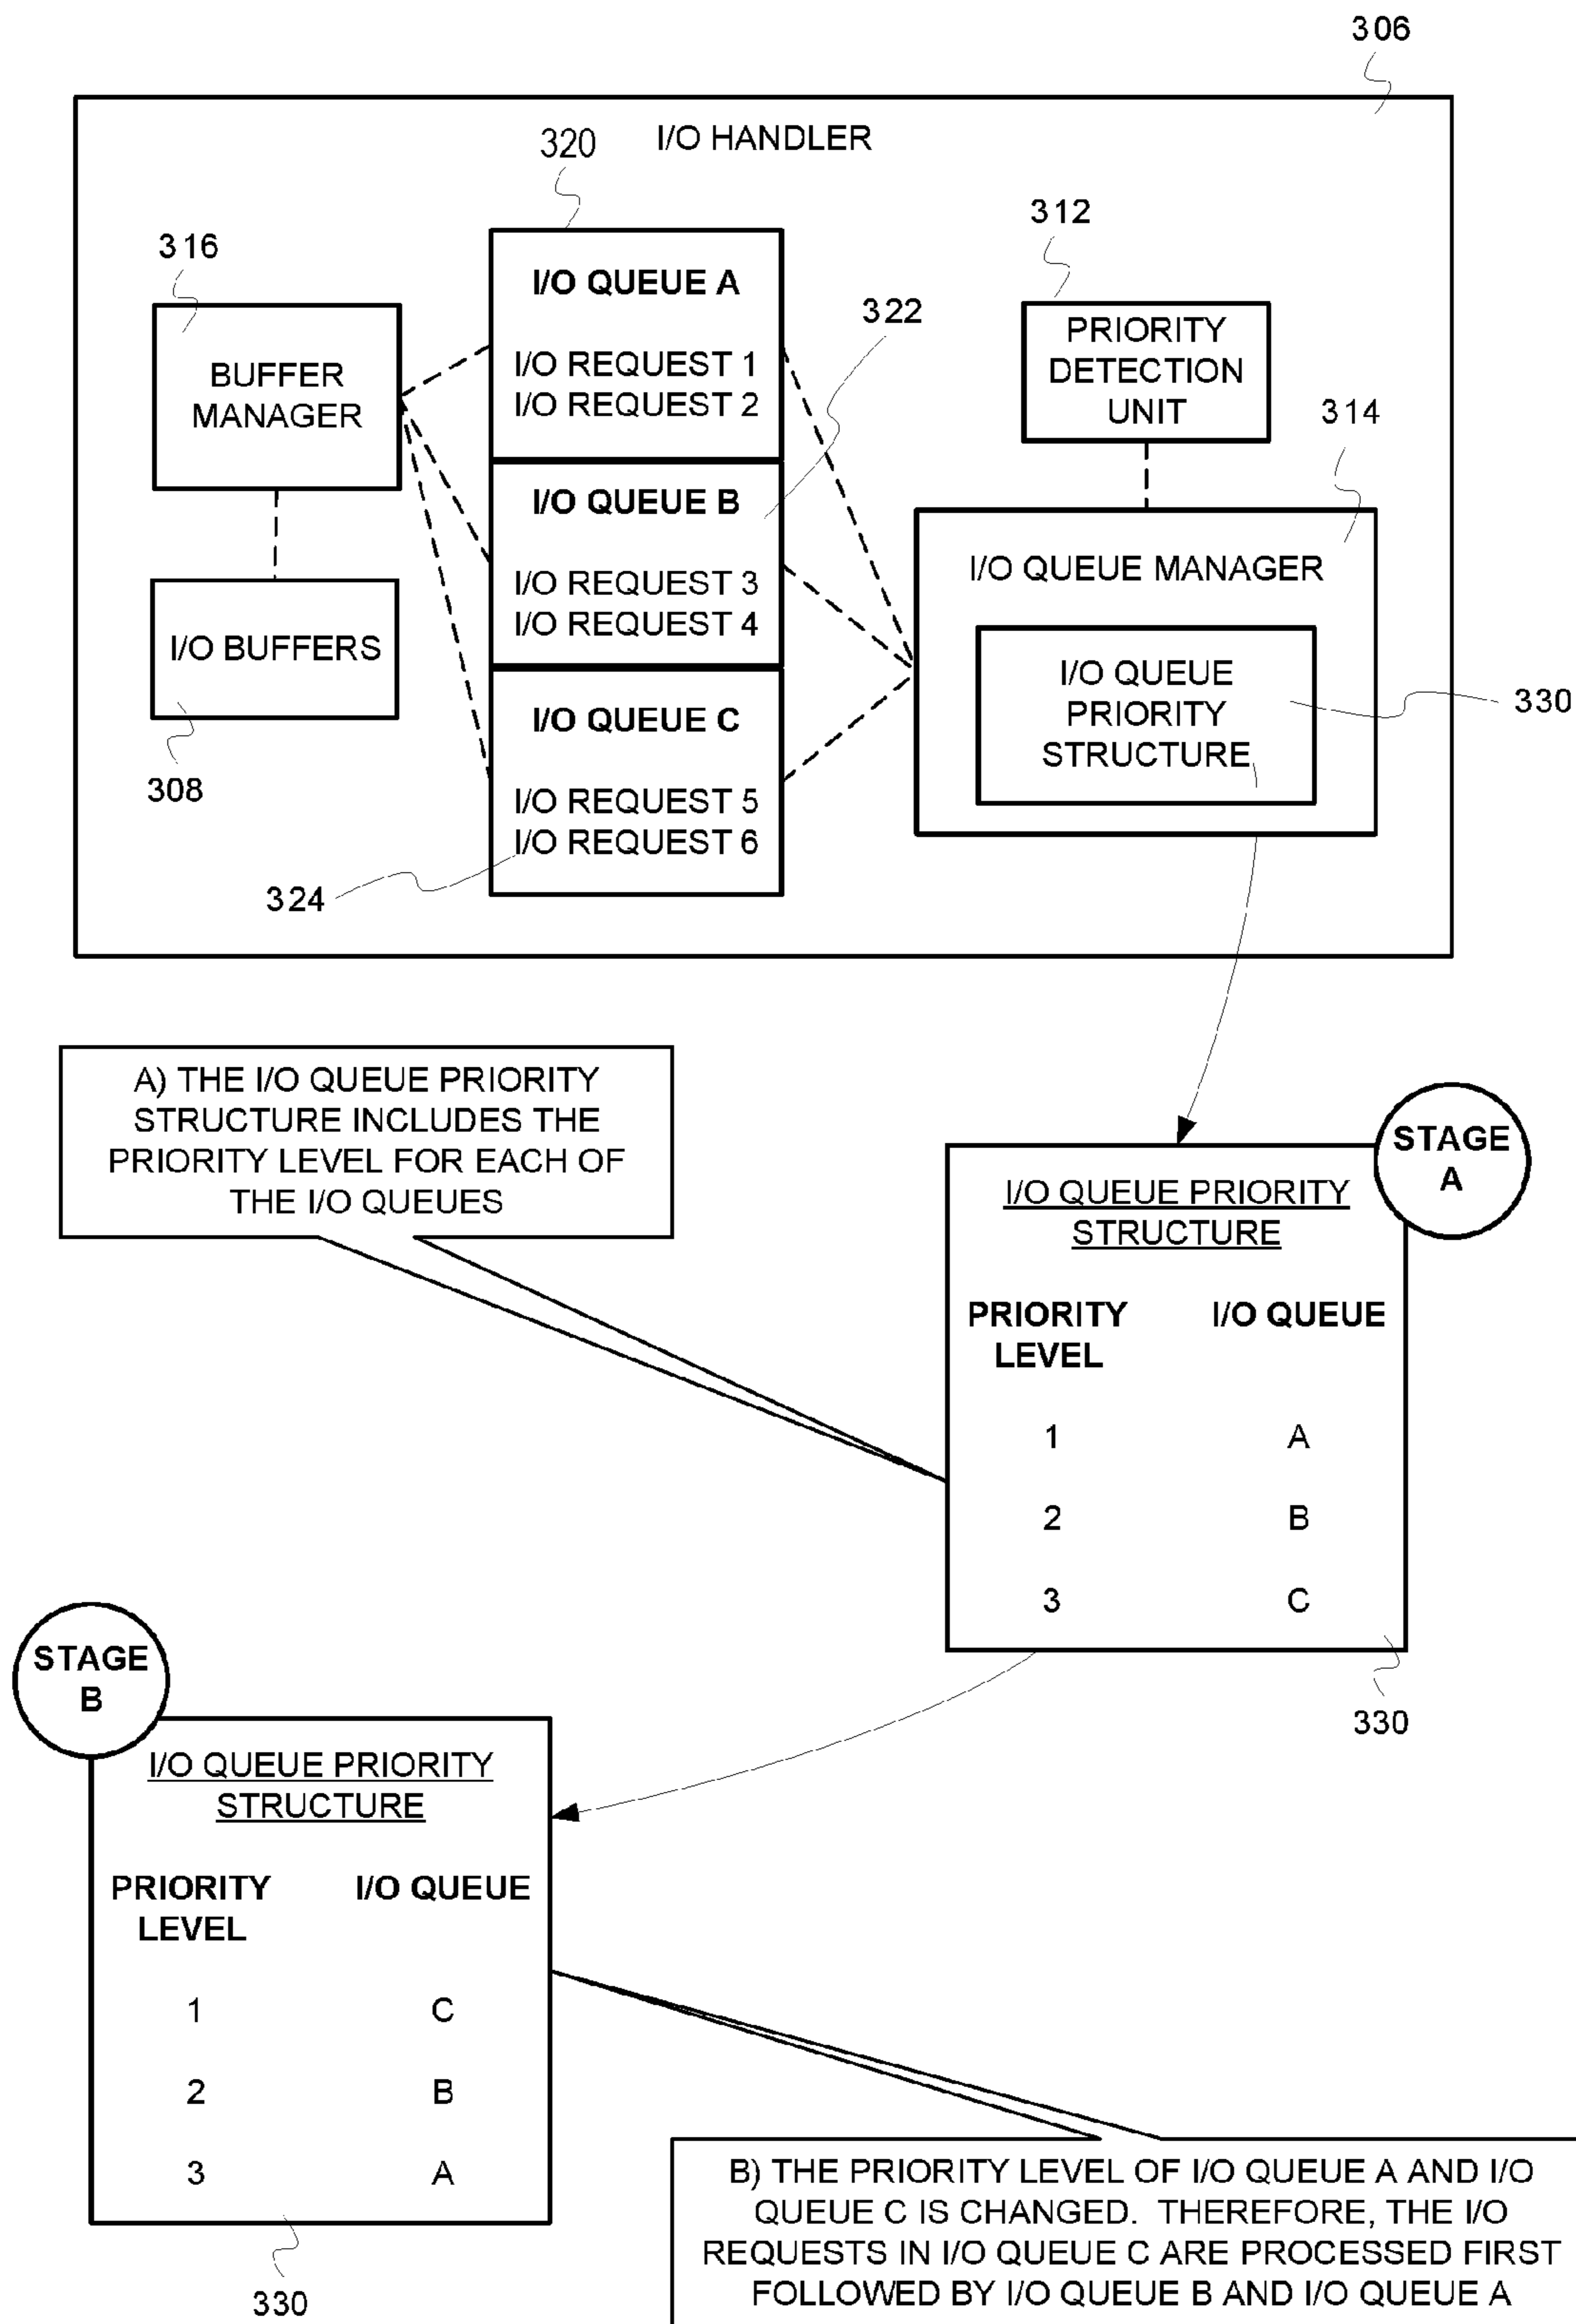 306
I/O HANDLER
320
316
312
322
314
I/O QUEUE A
I/O REQUEST 1
I/O REQUEST 2
BUFFER
MANAGER
PRIORITY
DETECTION
UNIT
I/O QUEUE B
I/O REQUEST 3
I/O REQUEST 4
I/O QUEUE MANAGER
I/O BUFFERS
308
I/O QUEUE
PRIORITY
STRUCTURE
330
I/O QUEUE C
I/O REQUEST 5
I/O REQUEST 6
324
A) THE I/O QUEUE PRIORITY
STRUCTURE INCLUDES THE
PRIORITY LEVEL FOR EACH OF
THE I/O QUEUES
STAGE
A
I/O QUEUE PRIORITY
STRUCTURE
PRIORITY LEVEL I/O QUEUE
1 A
2 B
3 C
330
STAGE
B
I/O QUEUE PRIORITY
STRUCTURE
PRIORITY LEVEL I/O QUEUE
1 C
2 B
3 A
330
B) THE PRIORITY LEVEL OF I/O QUEUE A AND I/O
QUEUE C IS CHANGED. THEREFORE, THE I/O
REQUESTS IN I/O QUEUE C ARE PROCESSED FIRST
FOLLOWED BY I/O QUEUE B AND I/O QUEUE A